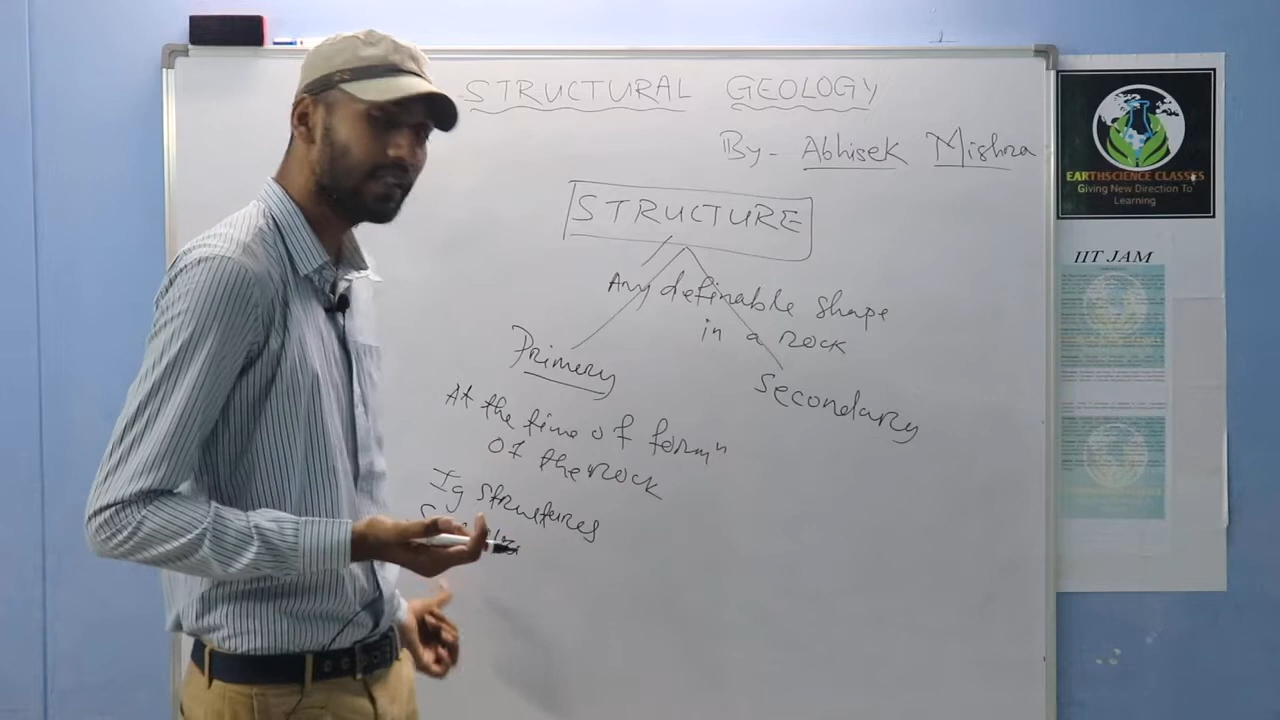 STRUCTURAL GEOLOGY
By- Abhisek Mishra
STRUCTURE
Any definable shape
in a rock
Primery
Secondary
At the time of formⁿ
of the rock
Ig structures
EARTHSCIENCE CLASSES
Giving New Direction To
Learning
IIT JAM